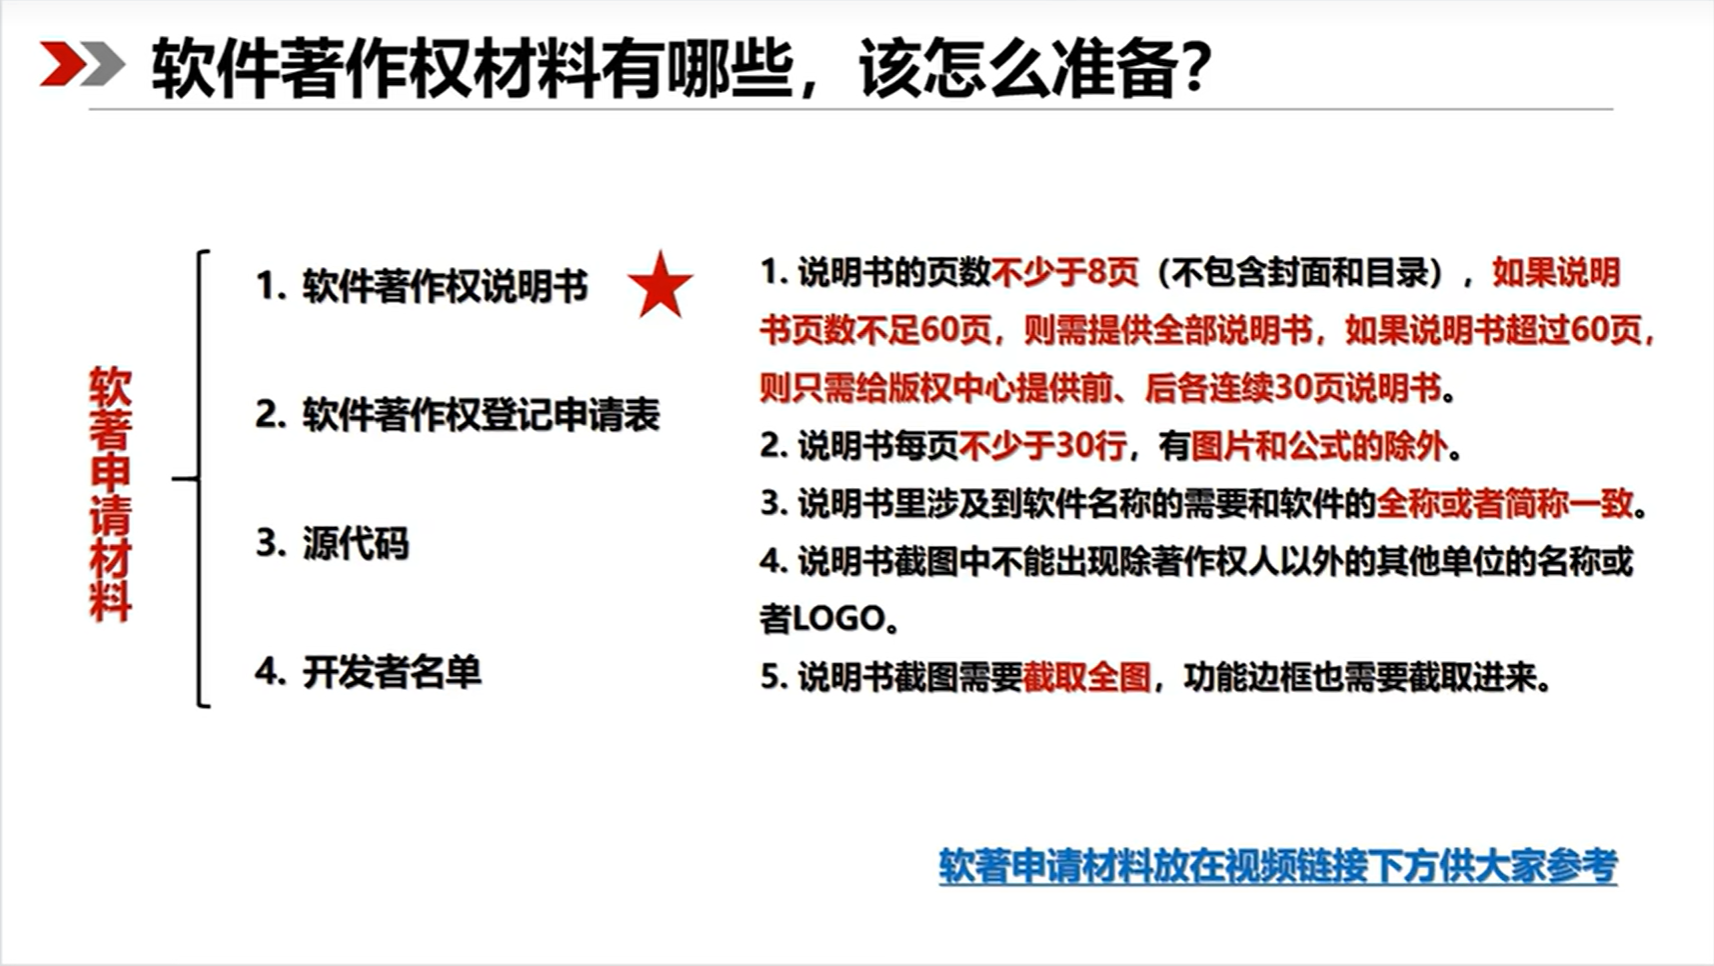 软件著作权材料有哪些，该怎么准备？
软著申请材料
1. 软件著作权说明书
2. 软件著作权登记申请表
3. 源代码
4. 开发者名单
1. 说明书的页数不少于8页（不包含封面和目录），如果说明
书页数不足60页，则需提供全部说明书，如果说明书超过60页，
则只需给版权中心提供前、后各连续30页说明书。
2. 说明书每页不少于30行，有图片和公式的除外。
3. 说明书里涉及到软件名称的需要和软件的全称或者简称一致。
4. 说明书截图中不能出现除著作权人以外的其他单位的名称或
者LOGO。
5. 说明书截图需要截取全图，功能边框也需要截取进来。
软著申请材料放在视频链接下方供大家参考